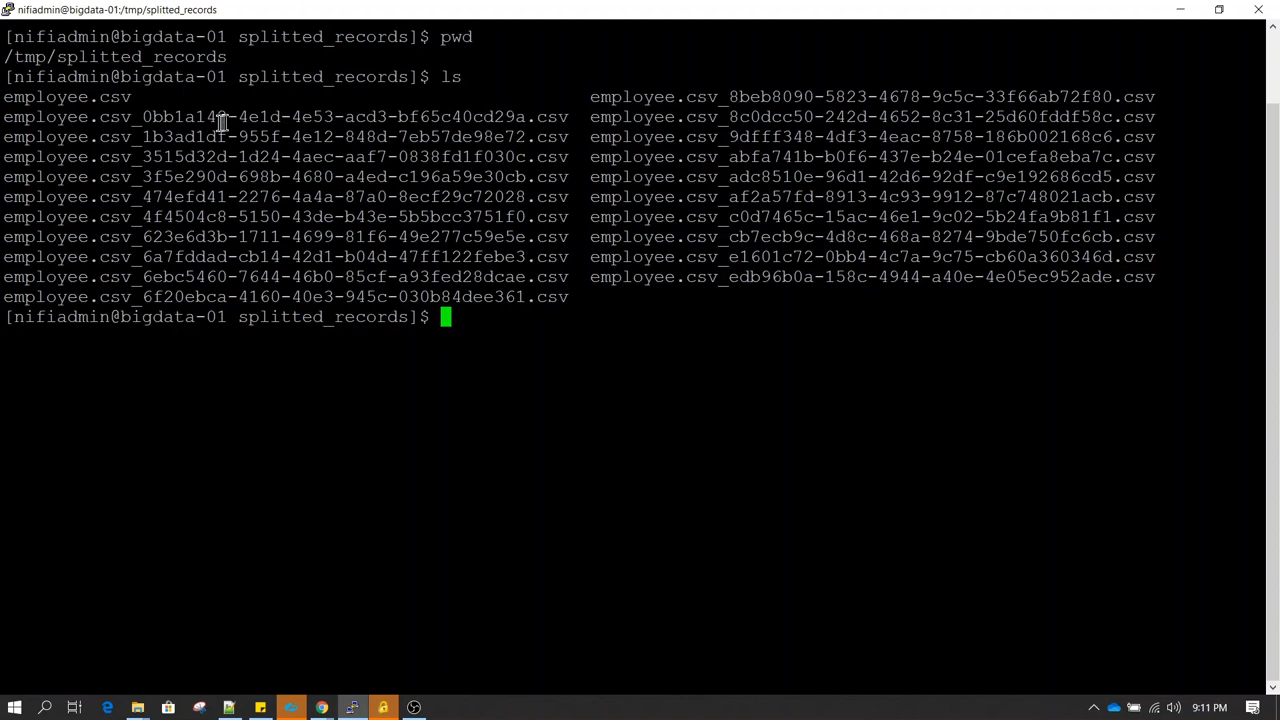 nifiadmin@bigdata-01:/tmp/splitted_records
[nifiadmin@bigdata-01 splitted_records]$ pwd
/tmp/splitted_records
[nifiadmin@bigdata-01 splitted_records]$ ls
employee.csv employee.csv_8beb8090-5823-4678-9c5c-33f66ab72f80.csv
employee.csv_0bb1a149-4e1d-4e53-acd3-bf65c40cd29a.csv employee.csv_8c0dcc50-242d-4652-8c31-25d60fddf58c.csv
employee.csv_1b3ad1df-955f-4e12-848d-7eb57de98e72.csv employee.csv_9dfff348-4df3-4eac-8758-186b002168c6.csv
employee.csv_3515d32d-1d24-4aec-aaf7-0838fd1f030c.csv employee.csv_abfa741b-b0f6-437e-b24e-01cefa8eba7c.csv
employee.csv_3f5e290d-698b-4680-a4ed-c196a59e30cb.csv employee.csv_adc8510e-96d1-42d6-92df-c9e192686cd5.csv
employee.csv_474efd41-2276-4a4a-87a0-8ecf29c72028.csv employee.csv_af2a57fd-8913-4c93-9912-87c748021acb.csv
employee.csv_4f4504c8-5150-43de-b43e-5b5bcc3751f0.csv employee.csv_c0d7465c-15ac-46e1-9c02-5b24fa9b81f1.csv
employee.csv_623e6d3b-1711-4699-81f6-49e277c59e5e.csv employee.csv_cb7ecb9c-4d8c-468a-8274-9bde750fc6cb.csv
employee.csv_6a7fddad-cb14-42d1-b04d-47ff122febe3.csv employee.csv_e1601c72-0bb4-4c7a-9c75-cb60a360346d.csv
employee.csv_6ebc5460-7644-46b0-85cf-a93fed28dcae.csv employee.csv_edb96b0a-158c-4944-a40e-4e05ec952ade.csv
employee.csv_6f20ebca-4160-40e3-945c-030b84dee361.csv
[nifiadmin@bigdata-01 splitted_records]$
9:11 PM